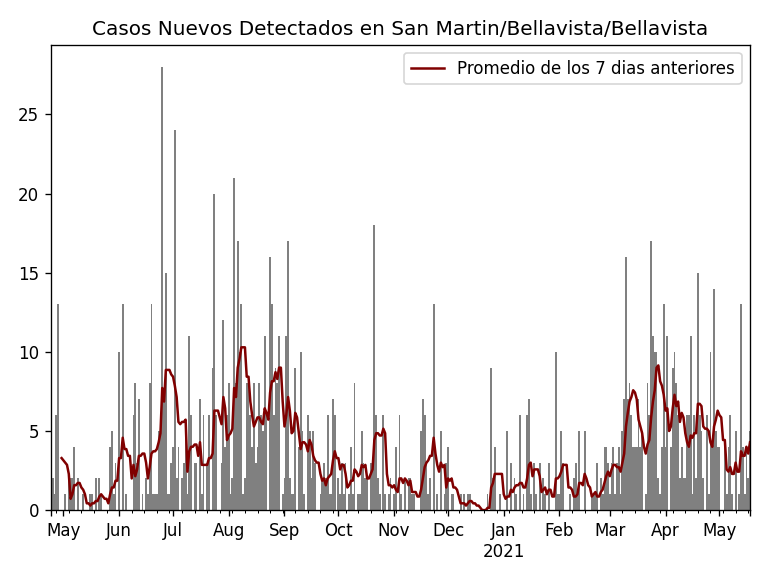 Casos Nuevos Detectados en San Martin/Bellavista/Bellavista
Promedio de los 7 dias anteriores
25
20
15
10
5
0
May Jun Jul Aug Sep Oct Nov Dec Jan Feb Mar Apr May
2021